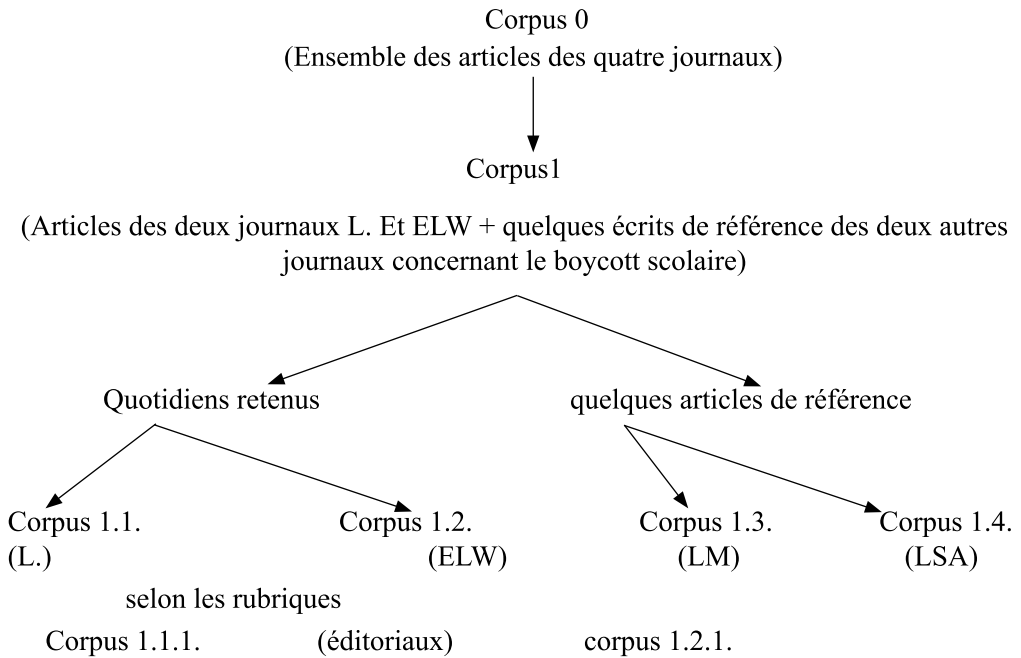 Corpus 0
(Ensemble des articles des quatre journaux)
Corpus1
(Articles des deux journaux L. Et ELW + quelques écrits de référence des deux autres
journaux concernant le boycott scolaire)
Quotidiens retenus quelques articles de référence
Corpus 1.1. Corpus 1.2. Corpus 1.3. Corpus 1.4.
(L.) (ELW) (LM) (LSA)
selon les rubriques
Corpus 1.1.1. (éditoriaux) corpus 1.2.1.